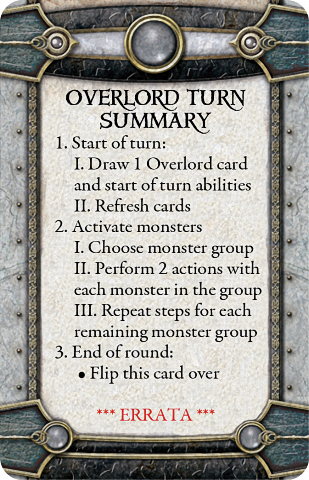 OVERLORD TURN
SUMMARY
1. Start of turn:
I. Draw 1 Overlord card
and start of turn abilities
II. Refresh cards
2. Activate monsters
I. Choose monster group
II. Perform 2 actions with
each monster in the group
III. Repeat steps for each
remaining monster group
3. End of round:
• Flip this card over
*** ERRATA ***